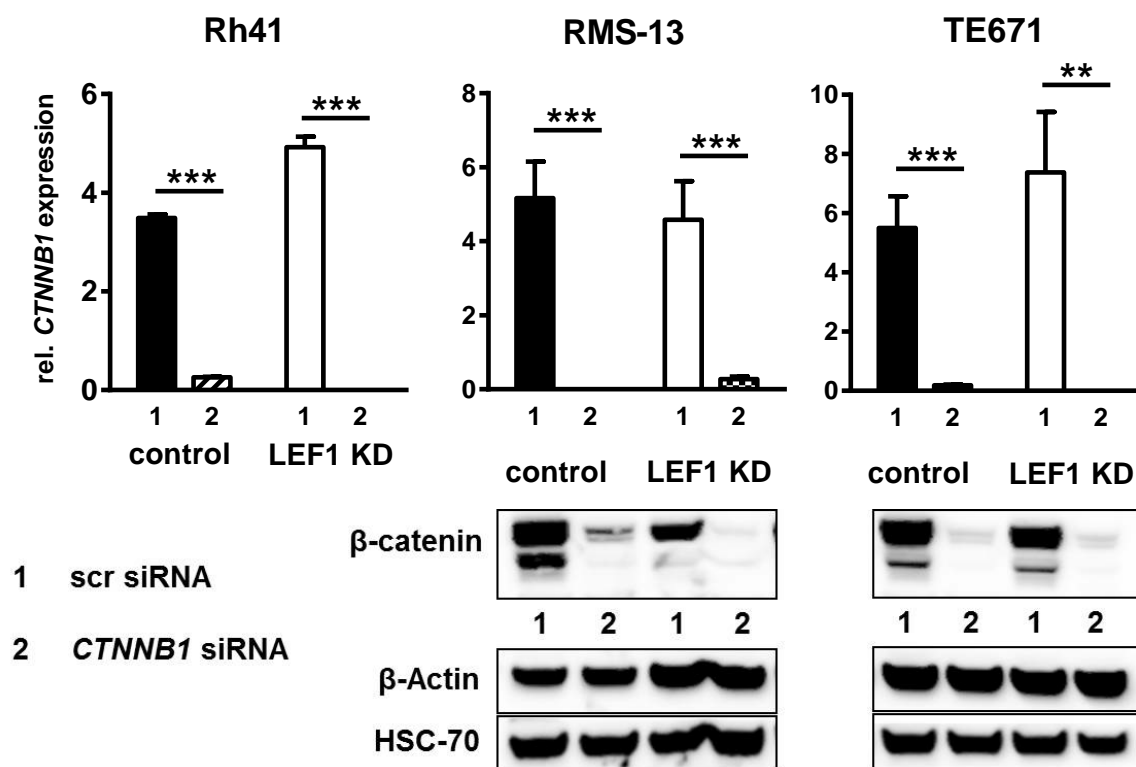 Rh41
RMS-13
TE671
rel. CTNNB1 expression
6
4
2
0
***
***
1 2 1 2
control LEF1 KD
8
6
4
2
0
***
***
1 2 1 2
control LEF1 KD
10
8
6
4
2
0
***
**
1 2 1 2
control LEF1 KD
β-catenin
1 2 1 2
1 2 1 2
β-Actin
HSC-70
1 scr siRNA
2 CTNNB1 siRNA